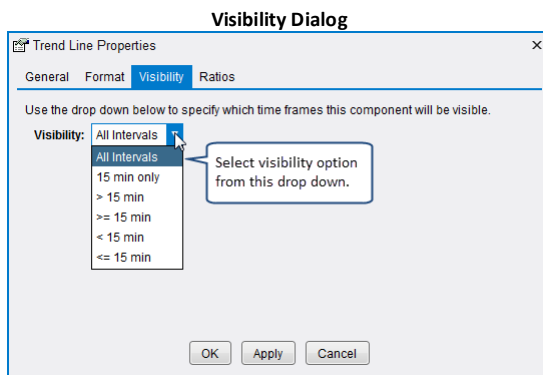 Visibility Dialog
Trend Line Properties
General Format Visibility Ratios
Use the drop down below to specify which time frames this component will be visible.
Visibility: All Intervals
All Intervals
15 min only
> 15 min
>= 15 min
< 15 min
<= 15 min
Select visibility option
from this drop down.
OK Apply Cancel